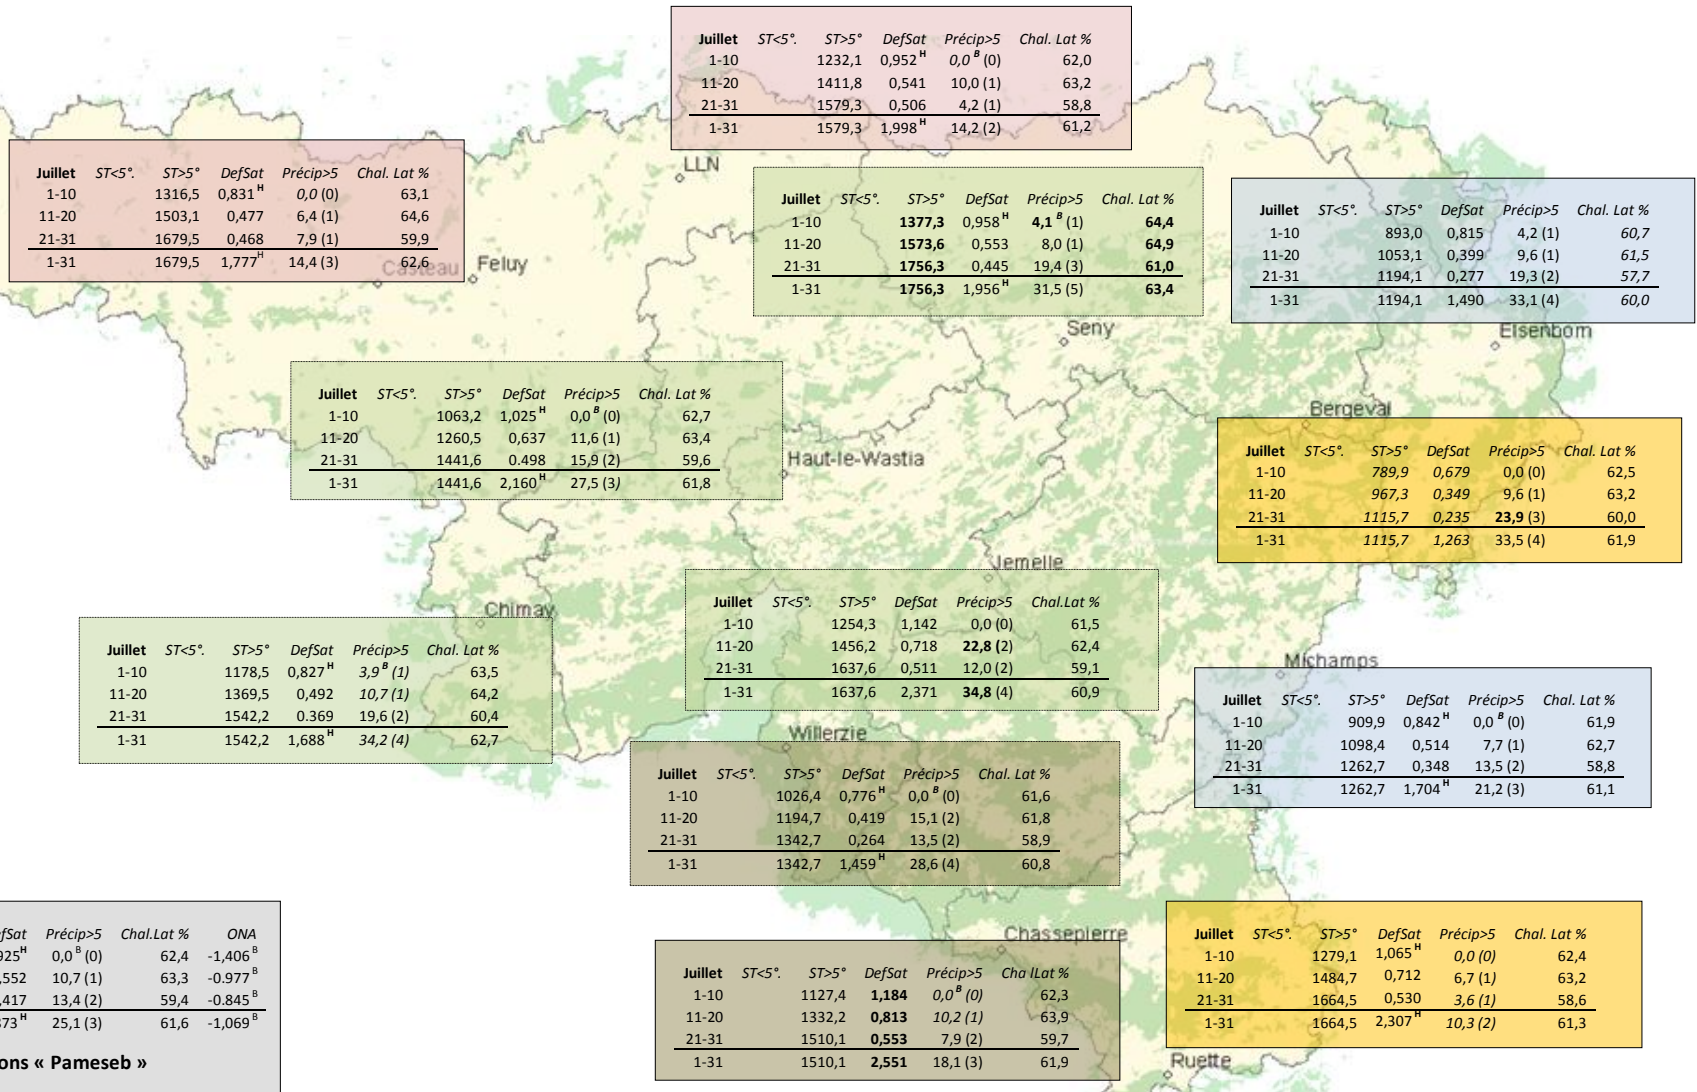 Juillet ST<5°. ST>5° DefSat Précip>5 Chal. Lat %
1-10 1232,1 0,952 H 0,0 B (0) 62,0
11-20 1411,8 0,541 10,0 (1) 63,2
21-31 1579,3 0,506 4,2 (1) 58,8
1-31 1579,3 1,998 H 14,2 (2) 61,2
LLN
Juillet ST<5°. ST>5° DefSat Précip>5 Chal. Lat %
1-10 1316,5 0,831 H 0,0 (0) 63,1
11-20 1503,1 0,477 6,4 (1) 64,6
21-31 1679,5 0,468 7,9 (1) 59,9
1-31 1679,5 1,777 H 14,4 (3) 62,6
Casteau
Feluy
Juillet ST<5°. ST>5° DefSat Précip>5 Chal. Lat %
1-10 1377,3 0,958 H 4,1 B (1) 64,4
11-20 1573,6 0,553 8,0 (1) 64,9
21-31 1756,3 0,445 19,4 (3) 61,0
1-31 1756,3 1,956 H 31,5 (5) 63,4
Seny
Juillet ST<5°. ST>5° DefSat Précip>5 Chal. Lat %
1-10 893,0 0,815 4,2 (1) 60,7
11-20 1053,1 0,399 9,6 (1) 61,5
21-31 1194,1 0,277 19,3 (2) 57,7
1-31 1194,1 1,490 33,1 (4) 60,0
Elsenborn
Juillet ST<5°. ST>5° DefSat Précip>5 Chal. Lat %
1-10 1063,2 1,025 H 0,0 B (0) 62,7
11-20 1260,5 0,637 11,6 (1) 63,4
21-31 1441,6 0.498 15,9 (2) 59,6
1-31 1441,6 2,160 H 27,5 (3) 61,8
Haut-le-Wastia
Bergeval
Juillet ST<5°. ST>5° DefSat Précip>5 Chal. Lat %
1-10 789,9 0,679 0,0 (0) 62,5
11-20 967,3 0,349 9,6 (1) 63,2
21-31 1115,7 0,235 23,9 (3) 60,0
1-31 1115,7 1,263 33,5 (4) 61,9
Jemelle
Juillet ST<5°. ST>5° DefSat Précip>5 Chal.Lat %
1-10 1254,3 1,142 0,0 (0) 61,5
11-20 1456,2 0,718 22,8 (2) 62,4
21-31 1637,6 0,511 12,0 (2) 59,1
1-31 1637,6 2,371 34,8 (4) 60,9
Chimay
Juillet ST<5°. ST>5° DefSat Précip>5 Chal. Lat %
1-10 1178,5 0,827 H 3,9 B (1) 63,5
11-20 1369,5 0,492 10,7 (1) 64,2
21-31 1542,2 0.369 19,6 (2) 60,4
1-31 1542,2 1,688 H 34,2 (4) 62,7
Michamps
Juillet ST<5°. ST>5° DefSat Précip>5 Chal. Lat %
1-10 909,9 0,842 H 0,0 B (0) 61,9
11-20 1098,4 0,514 7,7 (1) 62,7
21-31 1262,7 0,348 13,5 (2) 58,8
1-31 1262,7 1,704 H 21,2 (3) 61,1
Willerzie
Juillet ST<5°. ST>5° DefSat Précip>5 Chal. Lat %
1-10 1026,4 0,776 H 0,0 B (0) 61,6
11-20 1194,7 0,419 15,1 (2) 61,8
21-31 1342,7 0,264 13,5 (2) 58,9
1-31 1342,7 1,459 H 28,6 (4) 60,8
fSat Précip>5 Chal.Lat % ONA
925 H 0,0 B (0) 62,4 -1,406 B
,552 10,7 (1) 63,3 -0.977 B
,417 13,4 (2) 59,4 -0.845 B
873 H 25,1 (3) 61,6 -1,069 B
ons « Pameseb »
Chassepierre
Juillet ST<5°. ST>5° DefSat Précip>5 Cha lLat %
1-10 1127,4 1,184 0,0 B (0) 62,3
11-20 1332,2 0,813 10,2 (1) 63,9
21-31 1510,1 0,553 7,9 (2) 59,7
1-31 1510,1 2,551 18,1 (3) 61,9
Juillet ST<5°. ST>5° DefSat Précip>5 Chal. Lat %
1-10 1279,1 1,065 H 0,0 (0) 62,4
11-20 1484,7 0,712 6,7 (1) 63,2
21-31 1664,5 0,530 3,6 (1) 58,6
1-31 1664,5 2,307 H 10,3 (2) 61,3
Ruette